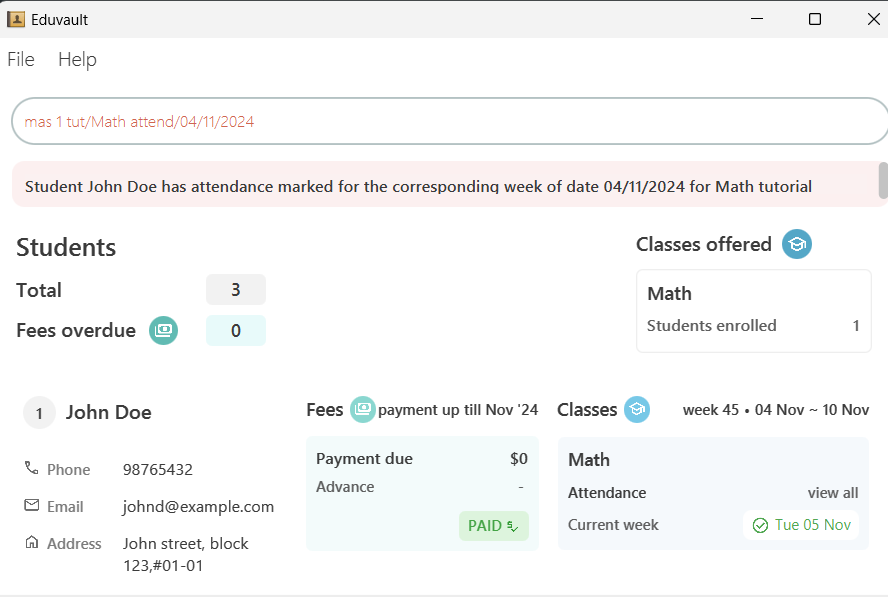 Eduvault
File Help
mas 1 tut/Math attend/04/11/2024
Student John Doe has attendance marked for the corresponding week of date 04/11/2024 for Math tutorial
Students
Total 3
Fees overdue 0
Classes offered
Math
Students enrolled 1
1 John Doe
Phone 98765432
Email johnd@example.com
Address John street, block
123,#01-01
Fees payment up till Nov '24
Payment due $0
Advance -
PAID
Classes week 45 • 04 Nov ~ 10 Nov
Math
Attendance view all
Current week Tue 05 Nov